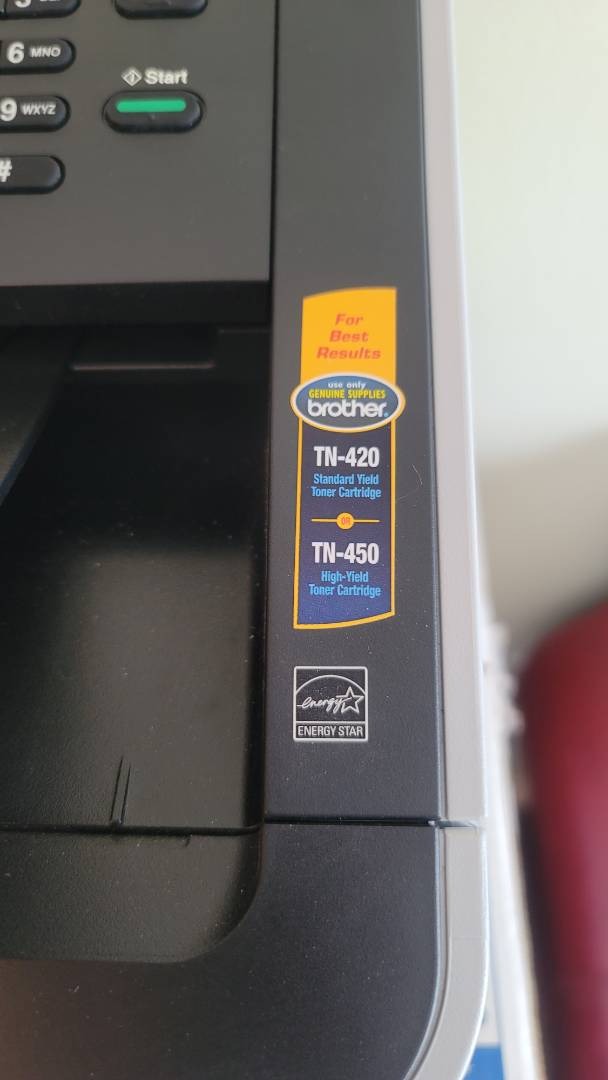 6 MNO
Start
9 WXYZ
#
For
Best
Results
use only
GENUINE SUPPLIES
brother
TN-420
Standard Yield
Toner Cartridge
OR
TN-450
High-Yield
Toner Cartridge
energy
ENERGY STAR